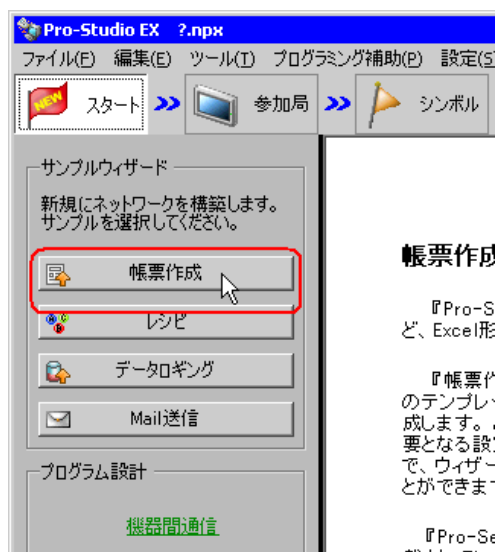 Pro-Studio EX ?.npx
ファイル(F) 編集(E) ツール(T) プログラミング補助(P) 設定(S
NEW スタート >> 参加局 >> シンボル
サンプルウィザード
新規にネットワークを構築します。
サンプルを選択してください。
帳票作成
レシピ
データロギング
Mail送信
プログラム設計
機器間通信
帳票作成
『Pro-S
ど、Excel形
『帳票作
のテンプレー
成します。
要となる設
で、ウィザー
とができま
『Pro-Se